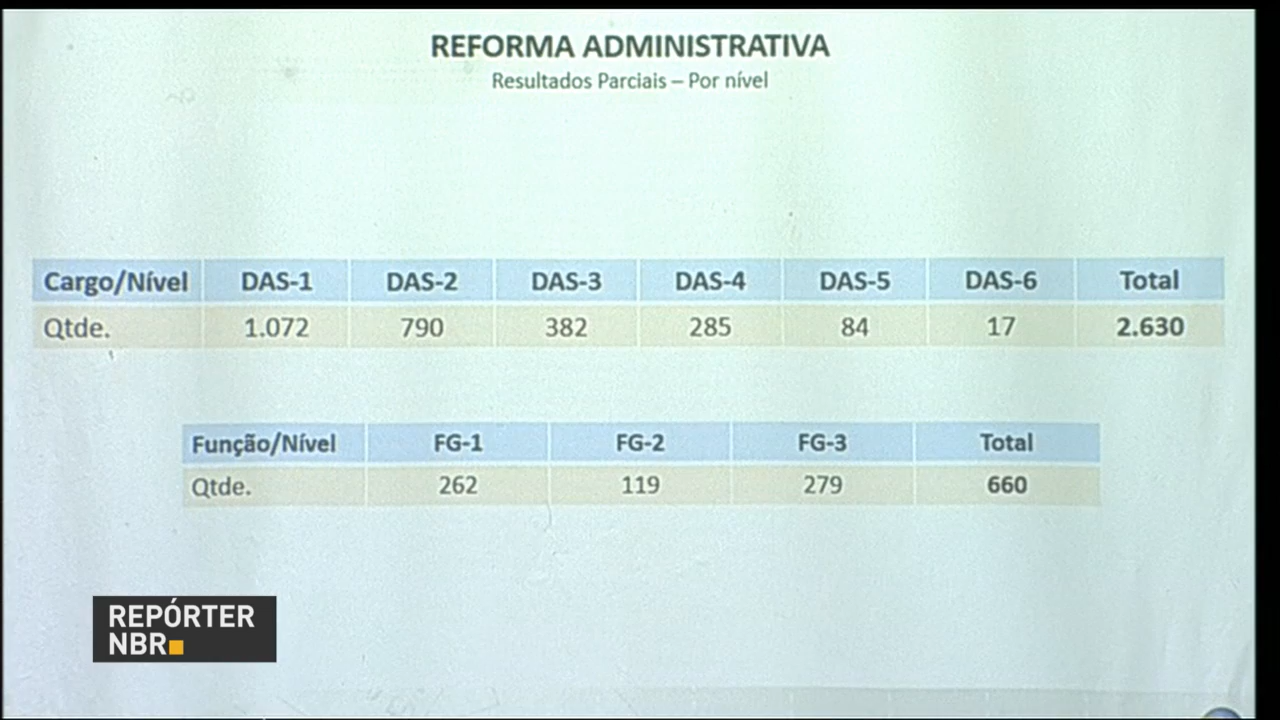 REFORMA ADMINISTRATIVA
Resultados Parciais – Por nível
Cargo/Nível DAS-1 DAS-2 DAS-3 DAS-4 DAS-5 DAS-6 Total
Qtde. 1.072 790 382 285 84 17 2.630
Função/Nível FG-1 FG-2 FG-3 Total
Qtde. 262 119 279 660
REPÓRTER
NBR